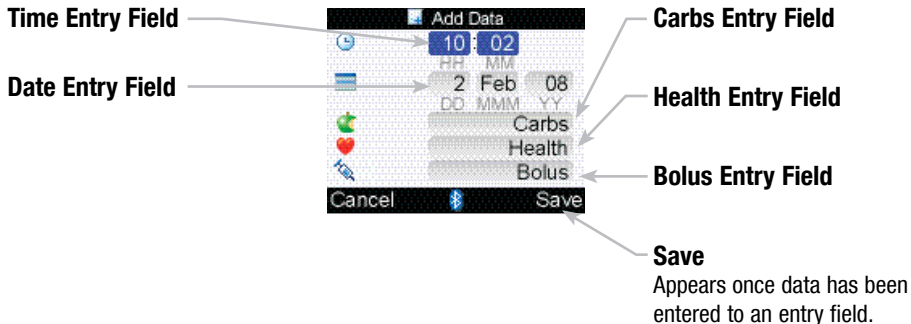 Time Entry Field
Date Entry Field
Add Data
10 : 02
HH MM
2 Feb 08
DD MMM YY
Carbs
Health
Bolus
Cancel Save
Carbs Entry Field
Health Entry Field
Bolus Entry Field
Save
Appears once data has been
entered to an entry field.